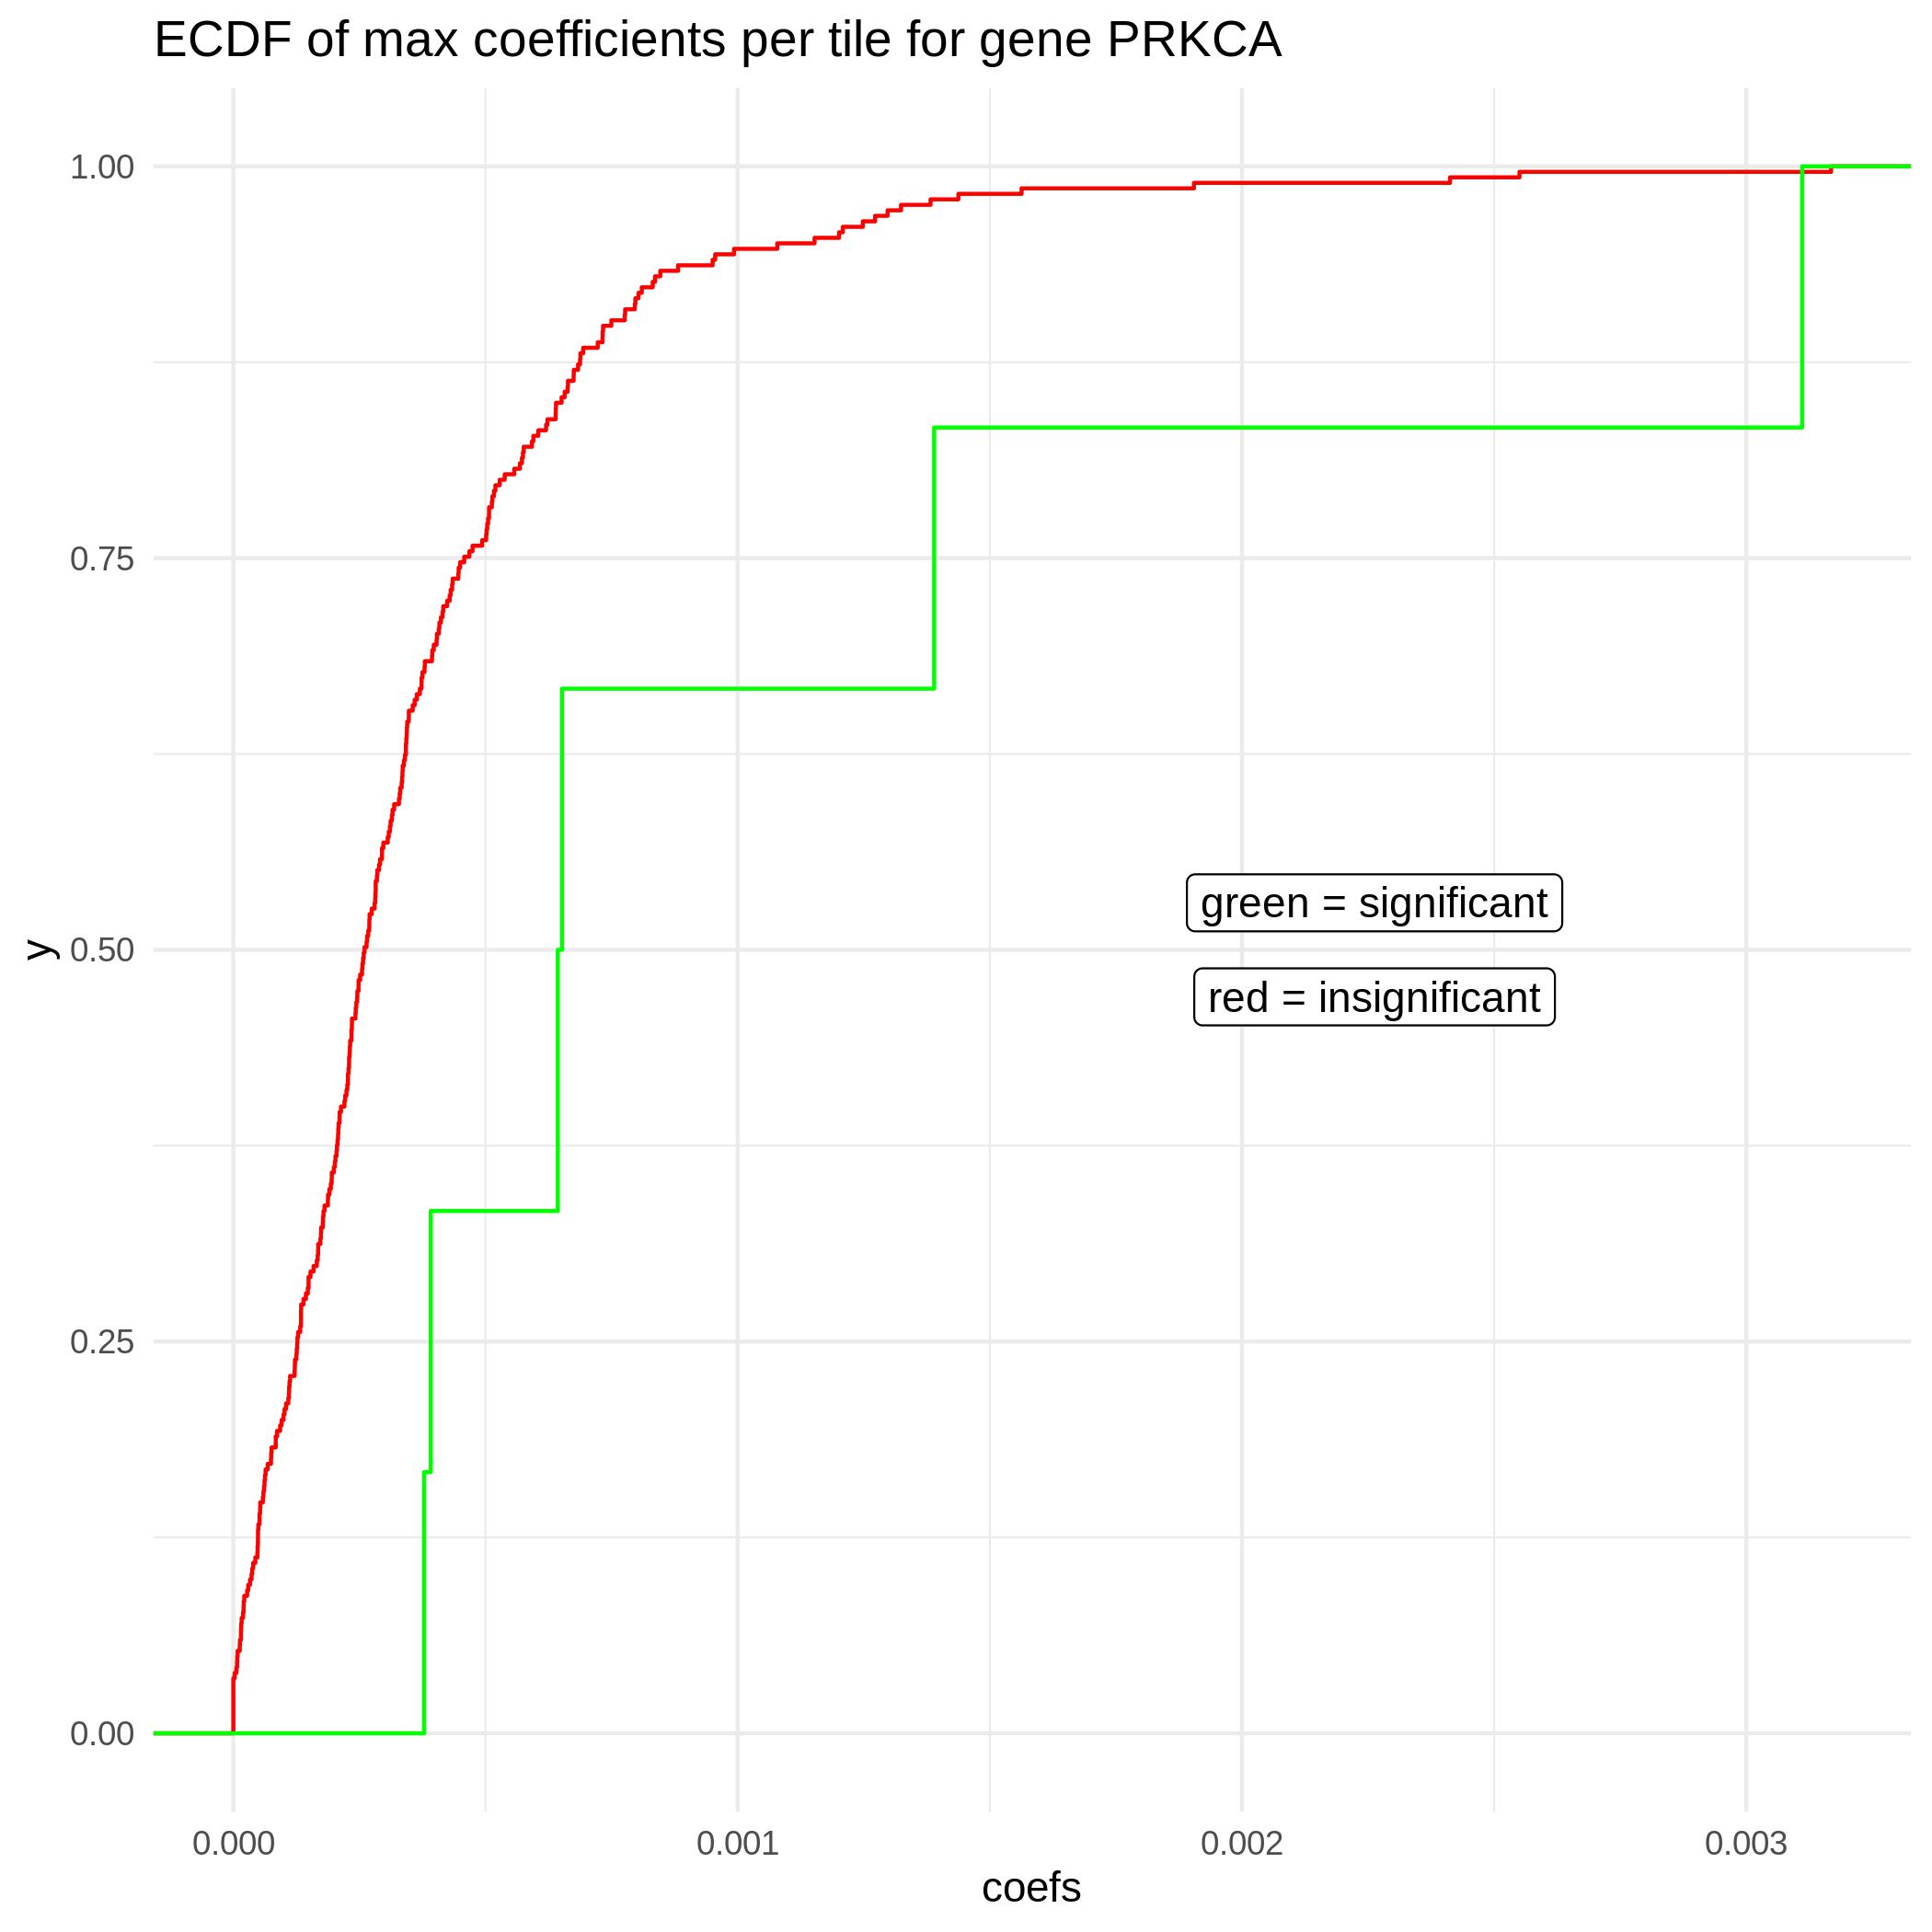 ECDF of max coefficients per tile for gene PRKCA
1.00
0.75
0.50
0.25
0.00
y
green = significant
red = insignificant
0.000 0.001 0.002 0.003
coefs